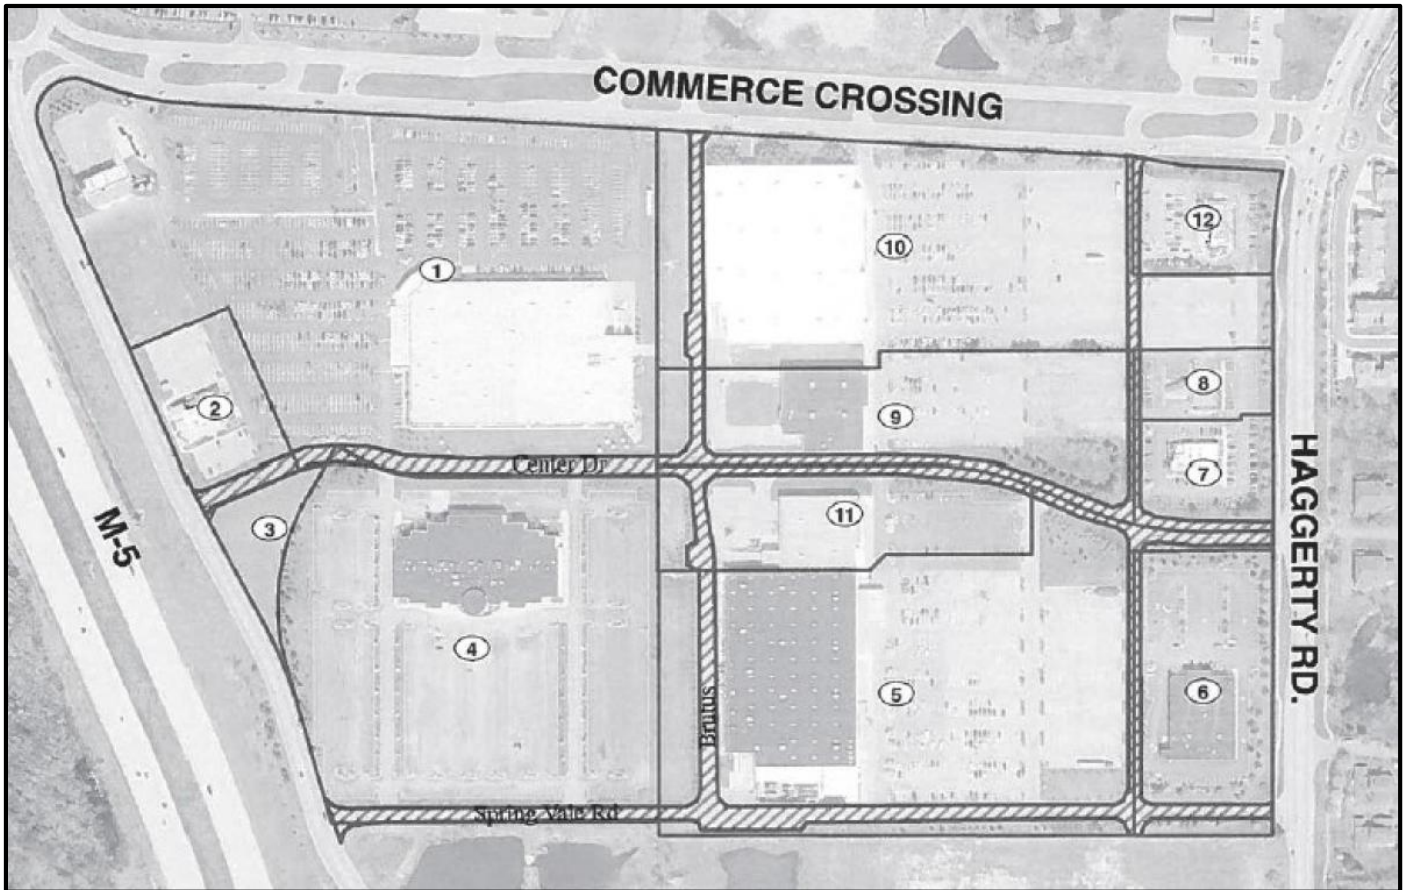 COMMERCE CROSSING
12
10
1
8
2
9
Center Dr
7
HAGGERTY RD.
11
3
M-5
4
6
5
Brutus
Spring Vale Rd